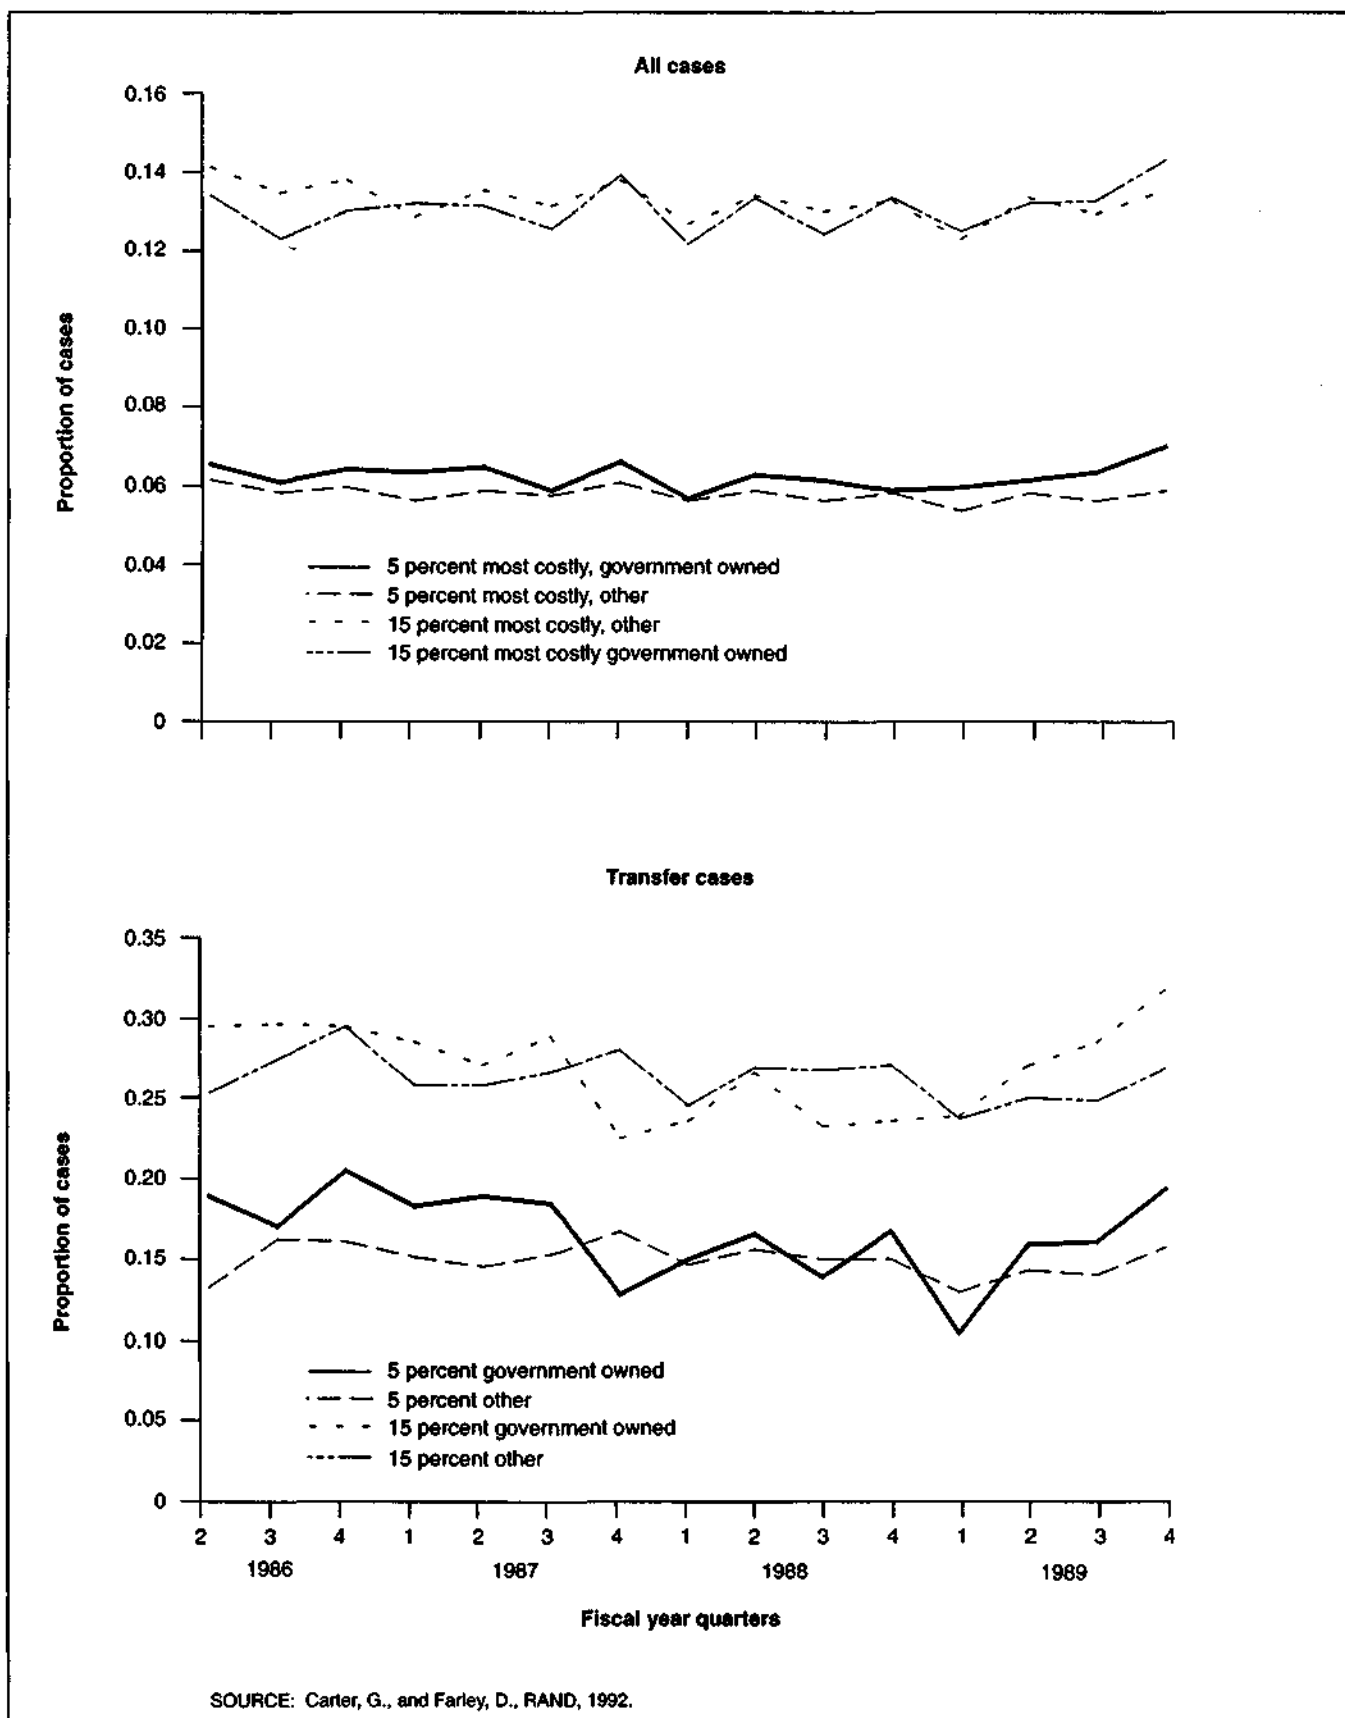 All cases
0.16
0.14
0.12
0.10
0.08
0.06
0.04
0.02
0
Proportion of cases
5 percent most costly, government owned
5 percent most costly, other
15 percent most costly, other
15 percent most costly government owned
Transfer cases
0.35
0.30
0.25
0.20
0.15
0.10
0.05
0
Proportion of cases
5 percent government owned
5 percent other
15 percent government owned
15 percent other
2 3 4 1 2 3 4 1 2 3 4 1 2 3 4
1986 1987 1988 1989
Fiscal year quarters
SOURCE: Carter, G., and Farley, D., RAND, 1992.